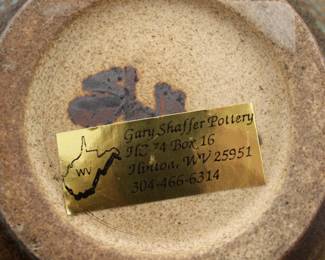 Gary Shaffer Pottery
HC 74 Box 16
Hinton, WV 25951
304-466-6314
WV